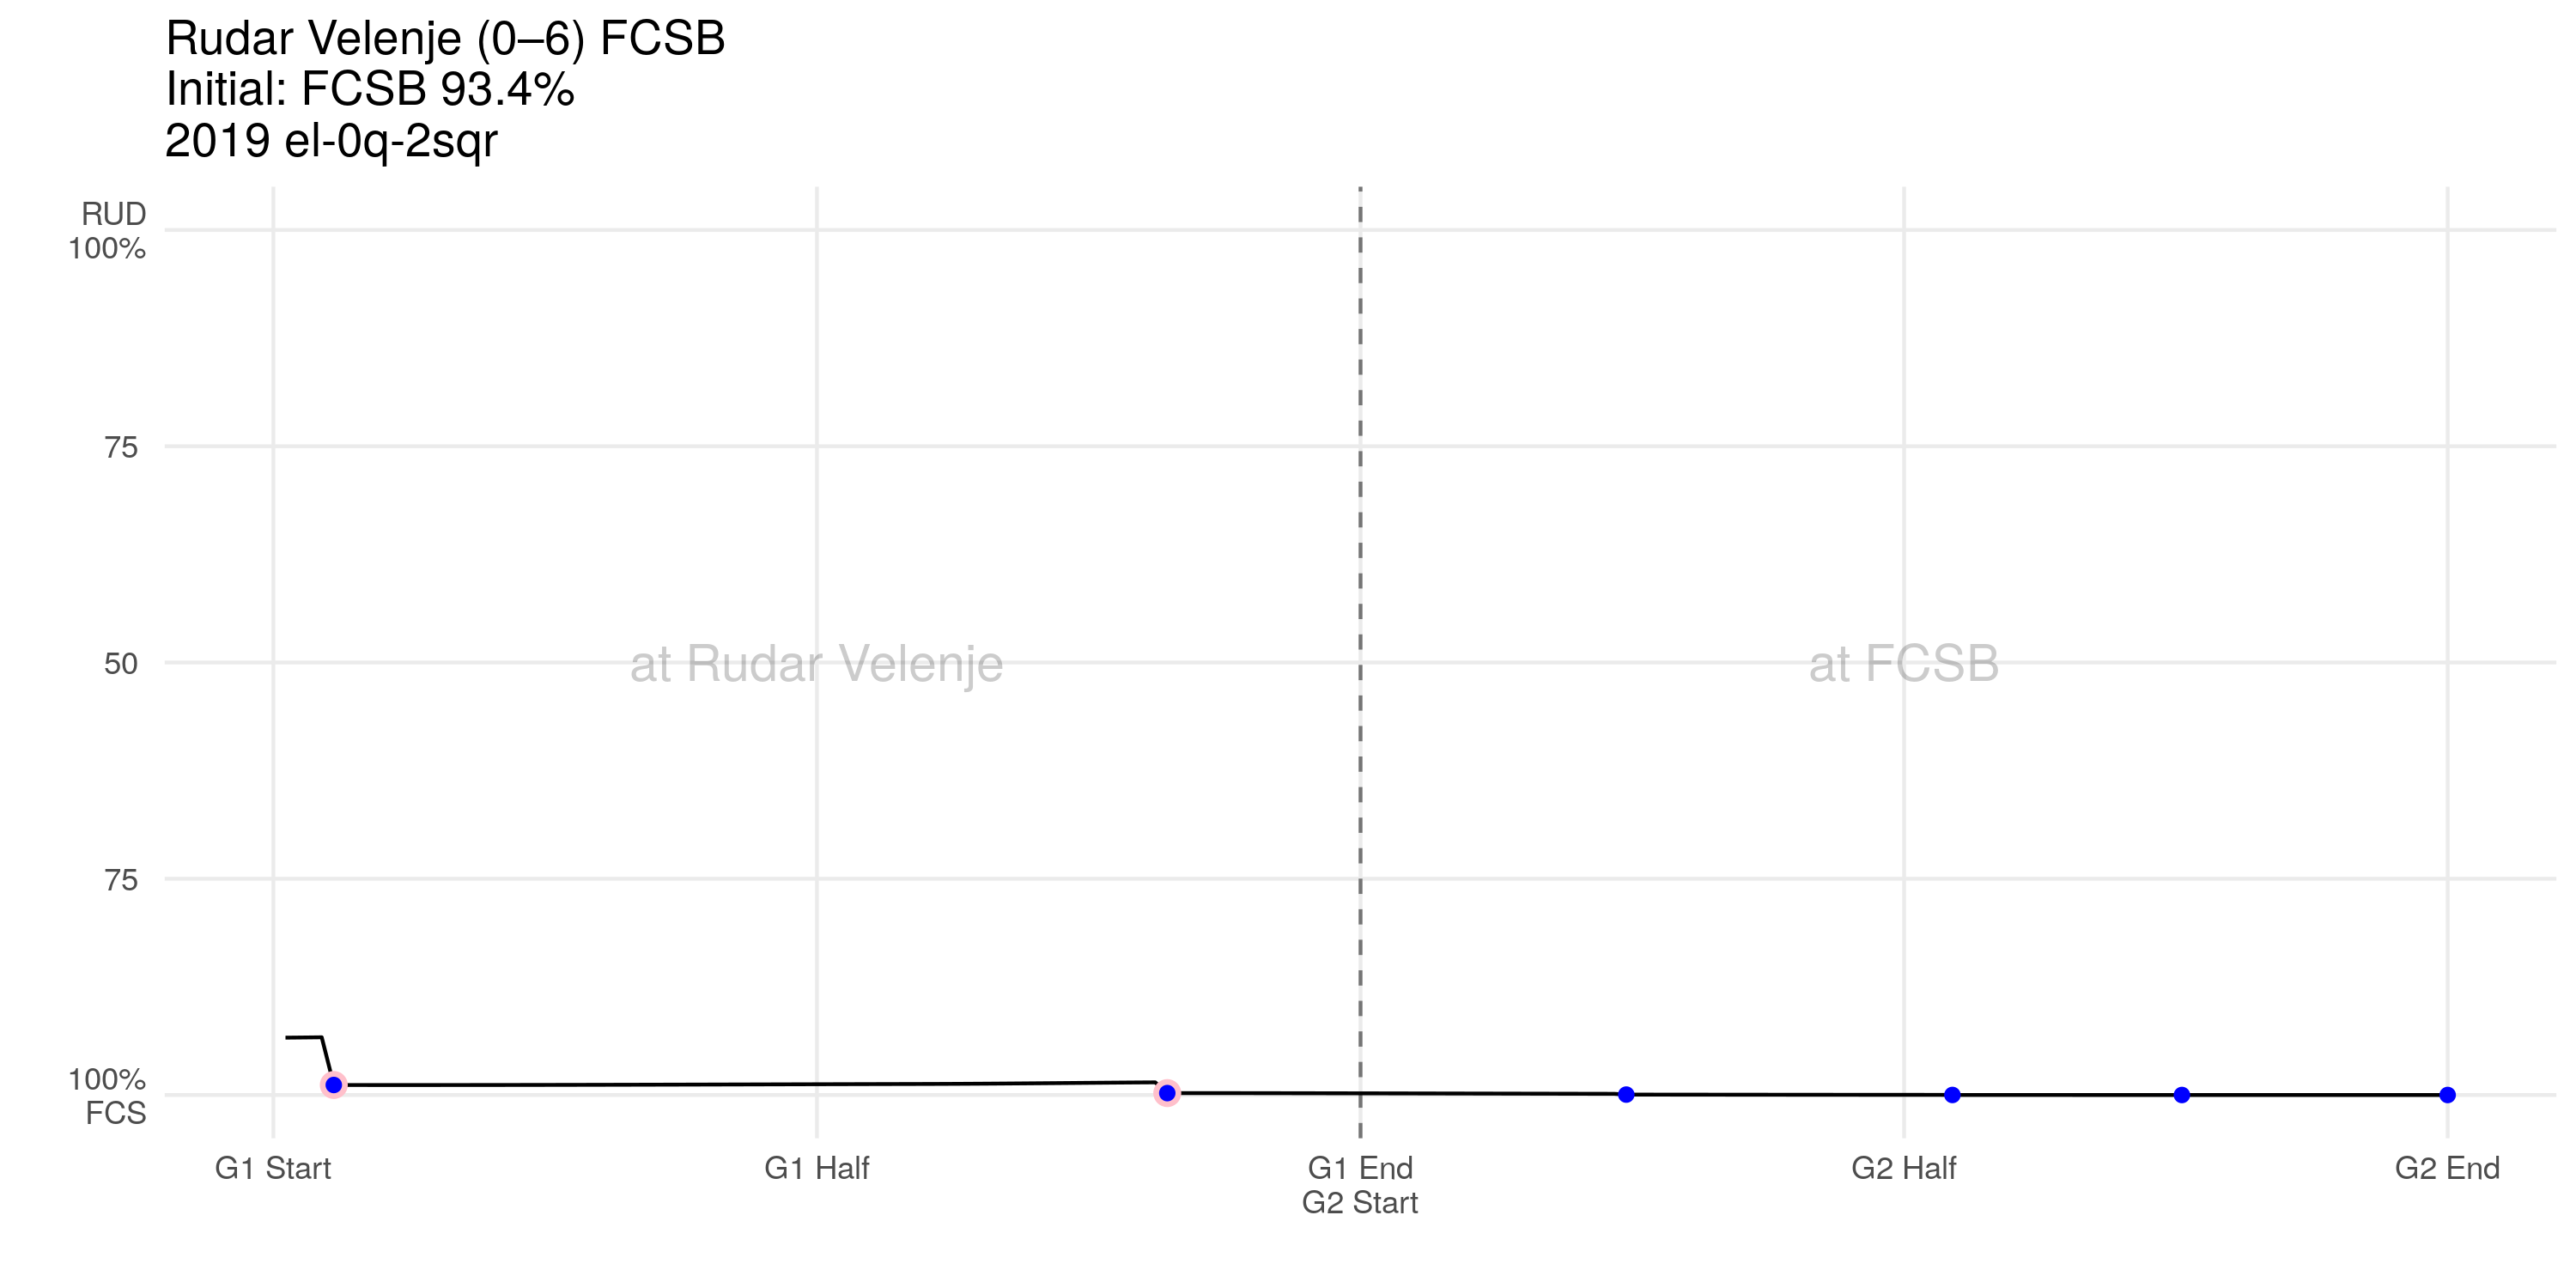 Rudar Velenje (0–6) FCSB
Initial: FCSB 93.4%
2019 el-0q-2sqr
RUD
100%
75
50
75
100%
FCS
at Rudar Velenje
at FCSB
G1 Start
G1 Half
G1 End
G2 Start
G2 Half
G2 End